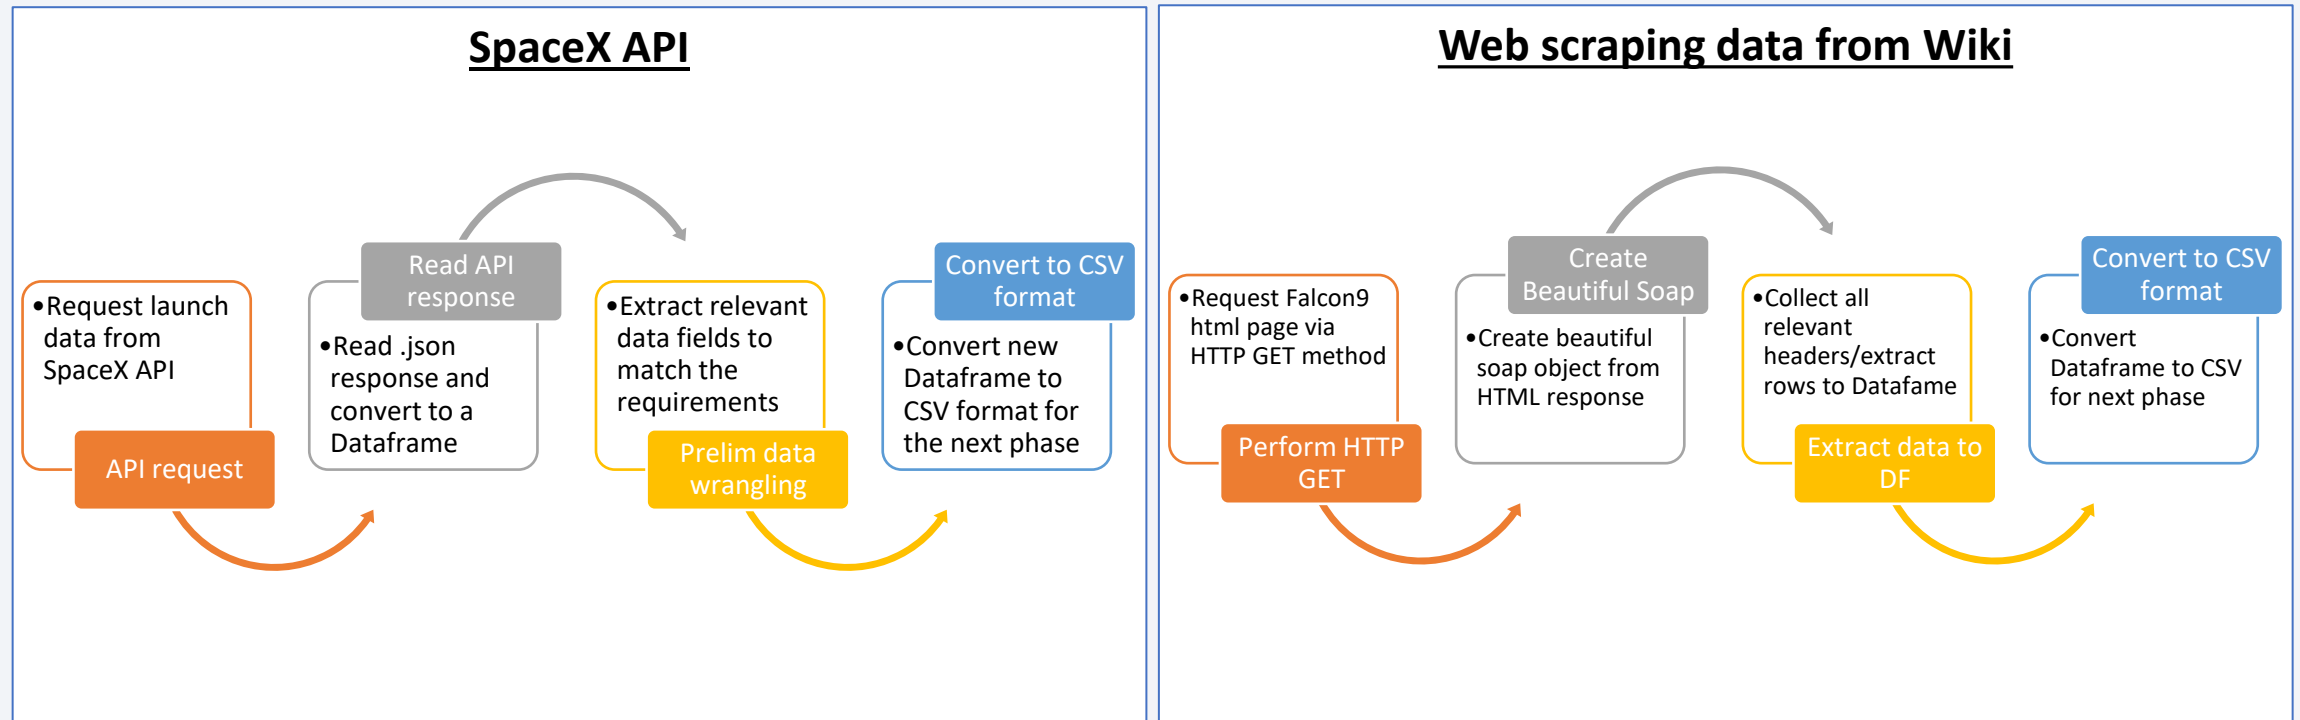 SpaceX API
•Request launch
data from
SpaceX API
API request
Read API
response
•Read .json
response and
convert to a
Dataframe
•Extract relevant
data fields to
match the
requirements
Prelim data
wrangling
Convert to CSV
format
•Convert new
Dataframe to
CSV format for
the next phase
Web scraping data from Wiki
•Request Falcon9
html page via
HTTP GET method
Perform HTTP
GET
Create
Beautiful Soap
•Create beautiful
soap object from
HTML response
•Collect all
relevant
headers/extract
rows to Datafame
Extract data to
DF
Convert to CSV
format
•Convert
Dataframe to CSV
for next phase